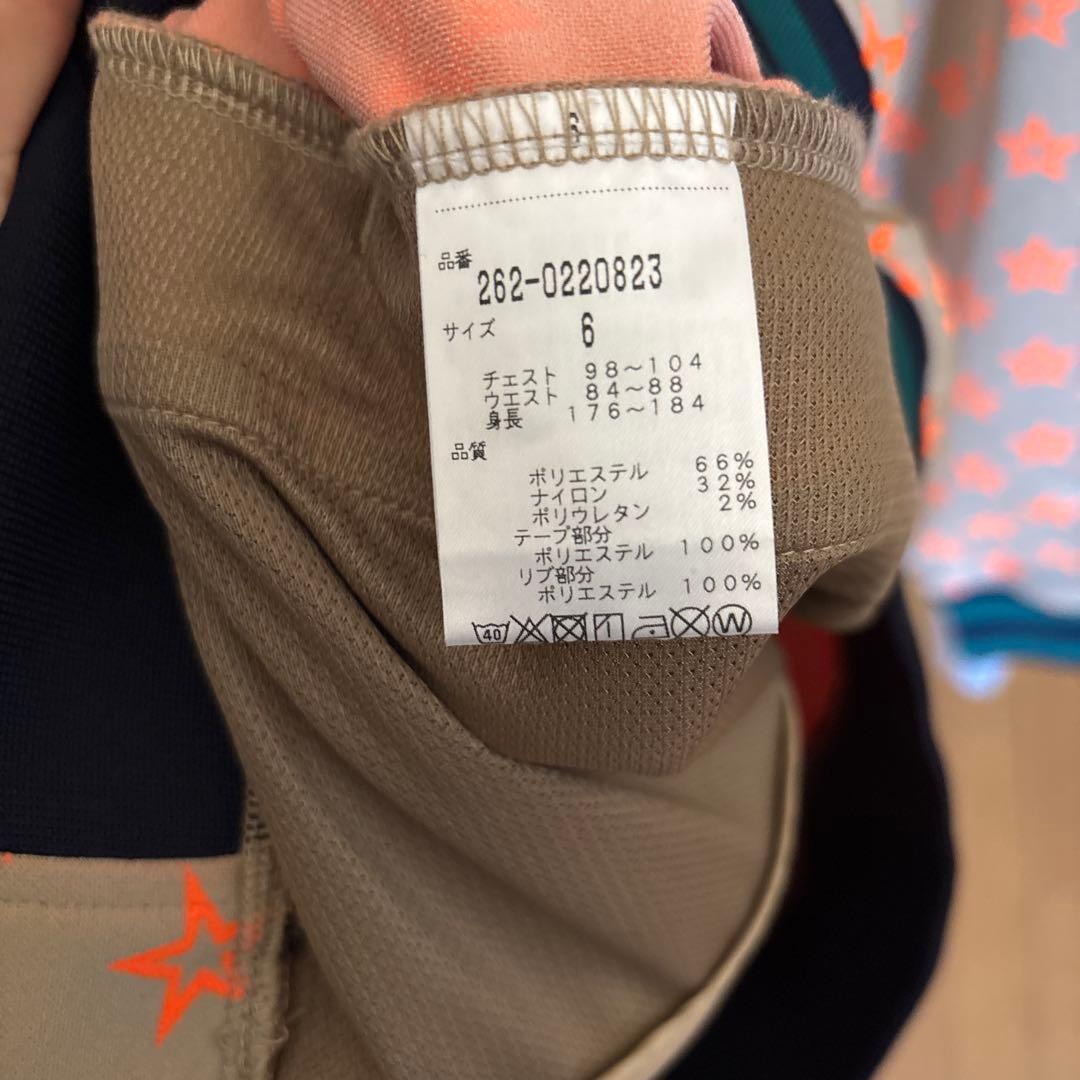 6
品番
262-0220823
サイズ 6
チェスト 98～104
ウエスト 84～88
身長 176～184
品質
ポリエステル 66%
ナイロン 32%
ポリウレタン 2%
テープ部分
ポリエステル 100%
リブ部分
ポリエステル 100%
40 W